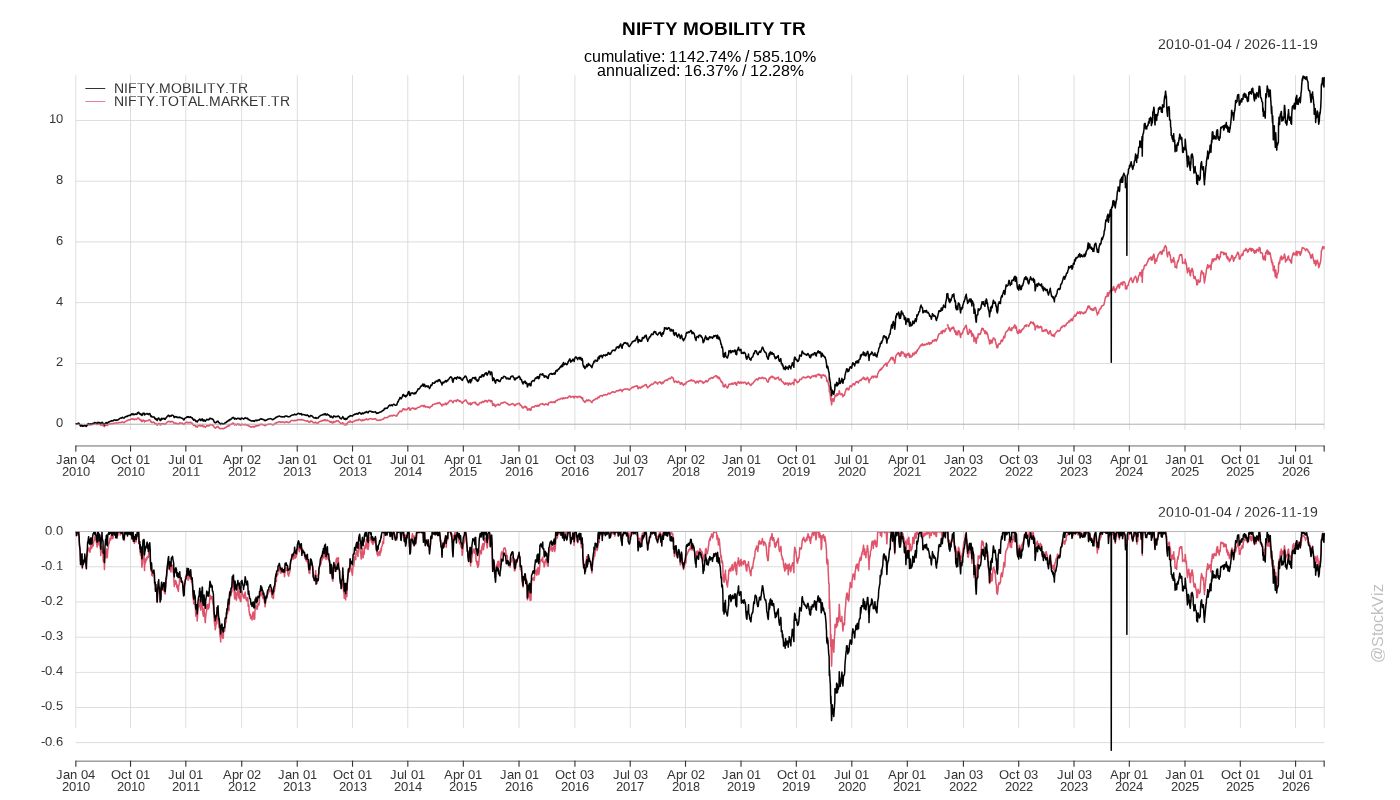 NIFTY MOBILITY TR
2010-01-04 / 2026-11-19
cumulative: 1142.74% / 585.10%
annualized: 16.37% / 12.28%
NIFTY.MOBILITY.TR
NIFTY.TOTAL.MARKET.TR
10
8
6
4
2
0
Jan 04 Oct 01 Jul 01 Apr 02 Jan 01 Oct 01 Jul 01 Apr 01 Jan 01 Oct 03 Jul 03 Apr 02 Jan 01 Oct 01 Jul 01 Apr 01 Jan 03 Oct 03 Jul 03 Apr 01 Jan 01 Oct 01 Jul 01
2010 2010 2011 2012 2013 2013 2014 2015 2016 2016 2017 2018 2019 2019 2020 2021 2022 2022 2023 2024 2025 2025 2026
2010-01-04 / 2026-11-19
0.0
-0.1
-0.2
-0.3
-0.4
-0.5
-0.6
Jan 04 Oct 01 Jul 01 Apr 02 Jan 01 Oct 01 Jul 01 Apr 01 Jan 01 Oct 03 Jul 03 Apr 02 Jan 01 Oct 01 Jul 01 Apr 01 Jan 03 Oct 03 Jul 03 Apr 01 Jan 01 Oct 01 Jul 01
2010 2010 2011 2012 2013 2013 2014 2015 2016 2016 2017 2018 2019 2019 2020 2021 2022 2022 2023 2024 2025 2025 2026
@StockViz